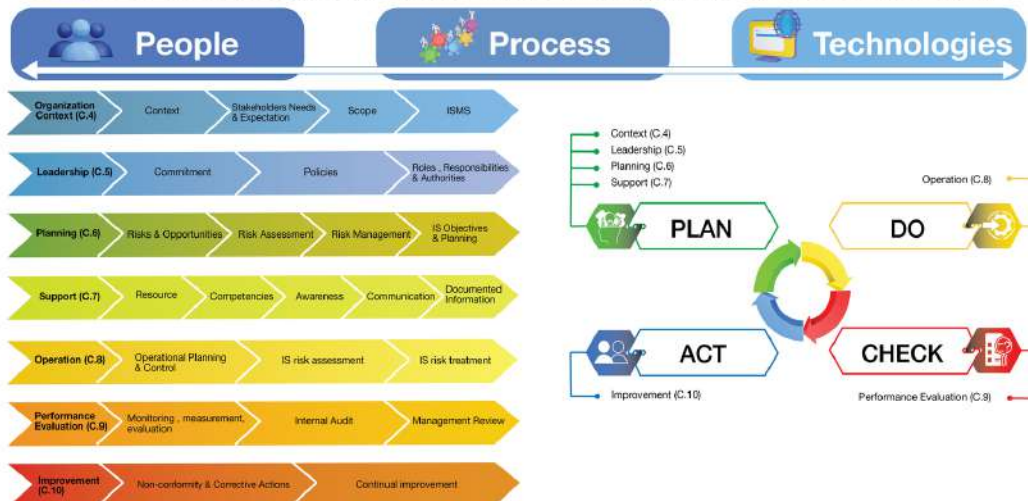 People
Process
Technologies
Organization
Context (C.4)
Context
Stakeholders Needs
& Expectation
Scope
ISMS
Leadership (C.5)
Commitment
Policies
Roles , Responsibilities
& Authorities
Planning (C.6)
Risks & Opportunities
Risk Assessment
Risk Management
IS Objectives
& Planning
Support (C.7)
Resource
Competencies
Awareness
Communication
Documented
Information
Operation (C.8)
Operational Planning
& Control
IS risk assessment
IS risk treatment
Performance
Evaluation (C.9)
Monitoring , measurement,
evaluation
Internal Audit
Management Review
Improvement
(C.10)
Non-conformity & Corrective Actions
Continual improvement
Context (C.4)
Leadership (C.5)
Planning (C.6)
Support (C.7)
Operation (C.8)
PLAN
DO
ACT
CHECK
Improvement (C.10)
Performance Evaluation (C.9)